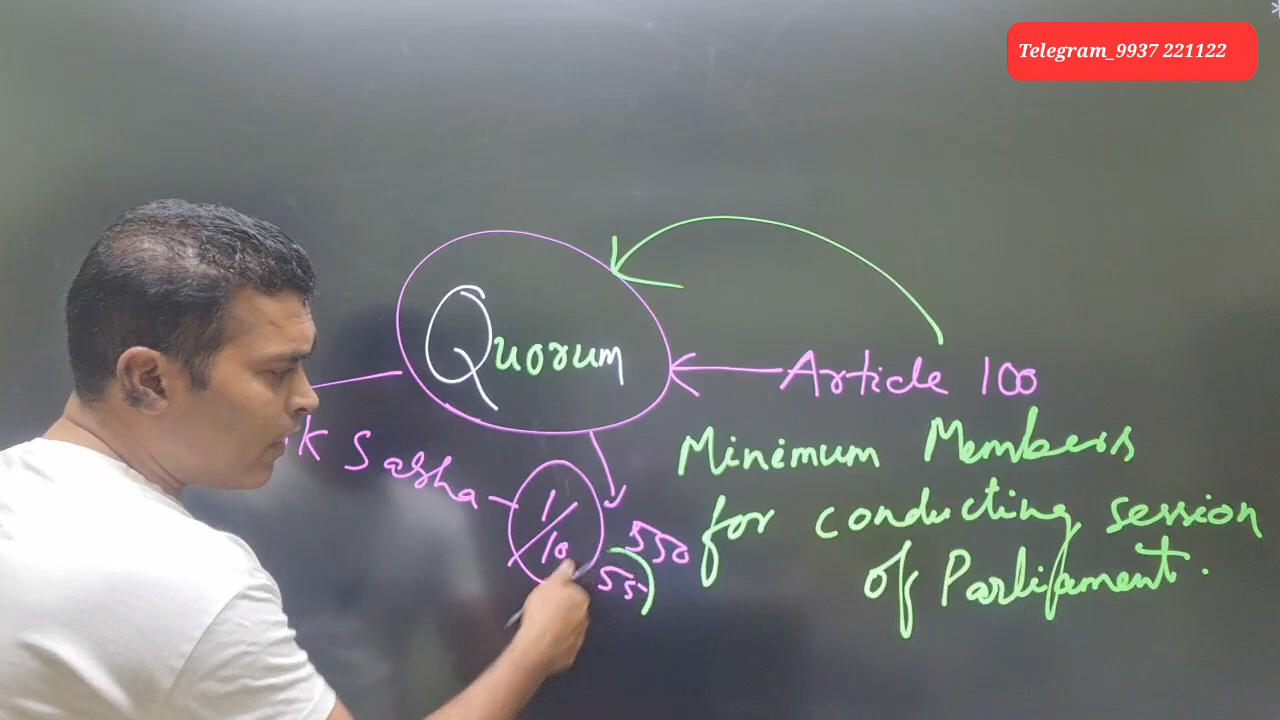 Telegram_9937 221122
Quorum
Article 100
K Sabha
1/10
550
55
Minimum Members
for conducting session
of Parliament.